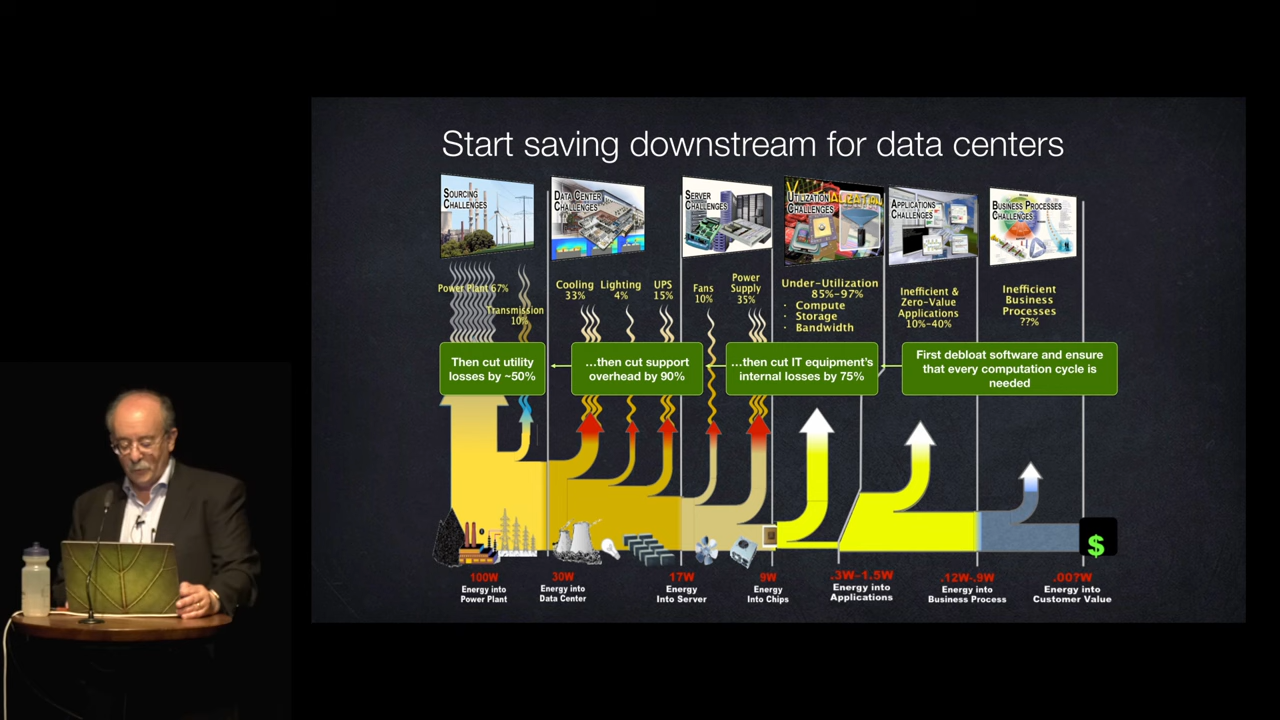 Start saving downstream for data centers
SOURCING
CHALLENGES
DATA CENTER
CHALLENGES
SERVER
CHALLENGES
UTILIZATION
CHALLENGES
APPLICATIONS
CHALLENGES
BUSINESS PROCESSES
CHALLENGES
Power Plant 67%
Transmission
10%
Cooling
33%
Lighting
4%
UPS
15%
Fans
10%
Power
Supply
35%
Under-Utilization
85%-97%
· Compute
· Storage
· Bandwidth
Inefficient &
Zero-Value
Applications
10%-40%
Inefficient
Business
Processes
??%
Then cut utility
losses by ~50%
...then cut support
overhead by 90%
...then cut IT equipment's
internal losses by 75%
First debloat software and ensure
that every computation cycle is
needed
$
100W
Energy into
Power Plant
30W
Energy into
Data Center
17W
Energy
Into Server
9W
Energy
Into Chips
.3W-1.5W
Energy into
Applications
.12W-.9W
Energy into
Business Process
.00?W
Energy into
Customer Value